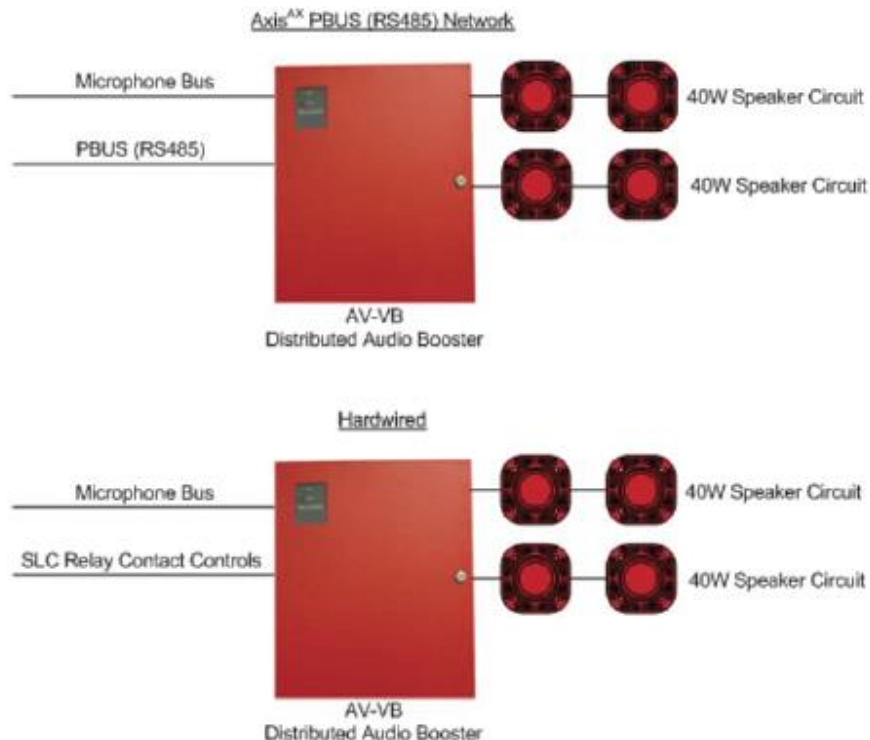 Axis^AX PBUS (RS485) Network
Microphone Bus
40W Speaker Circuit
PBUS (RS485)
40W Speaker Circuit
AV-VB
Distributed Audio Booster
Hardwired
Microphone Bus
40W Speaker Circuit
SLC Relay Contact Controls
40W Speaker Circuit
AV-VB
Distributed Audio Booster